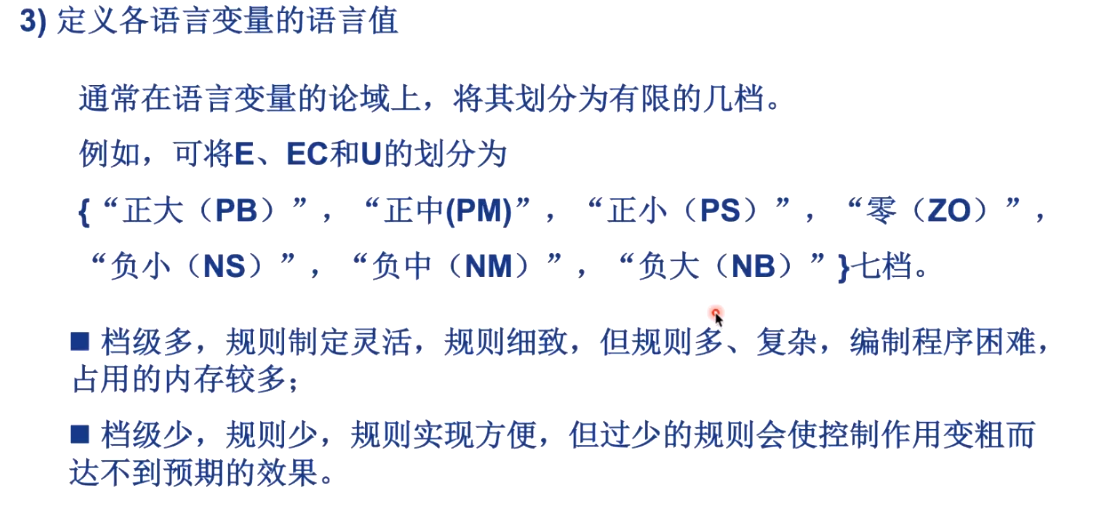 3) 定义各语言变量的语言值
通常在语言变量的论域上，将其划分为有限的几档。
例如，可将E、EC和U的划分为
{“正大（PB）”，“正中(PM)”，“正小（PS）”，“零（ZO）”，
“负小（NS）”，“负中（NM）”，“负大（NB）”}七档。
■ 档级多，规则制定灵活，规则细致，但规则多、复杂，编制程序困难，
占用的内存较多；
■ 档级少，规则少，规则实现方便，但过少的规则会使控制作用变粗而
达不到预期的效果。